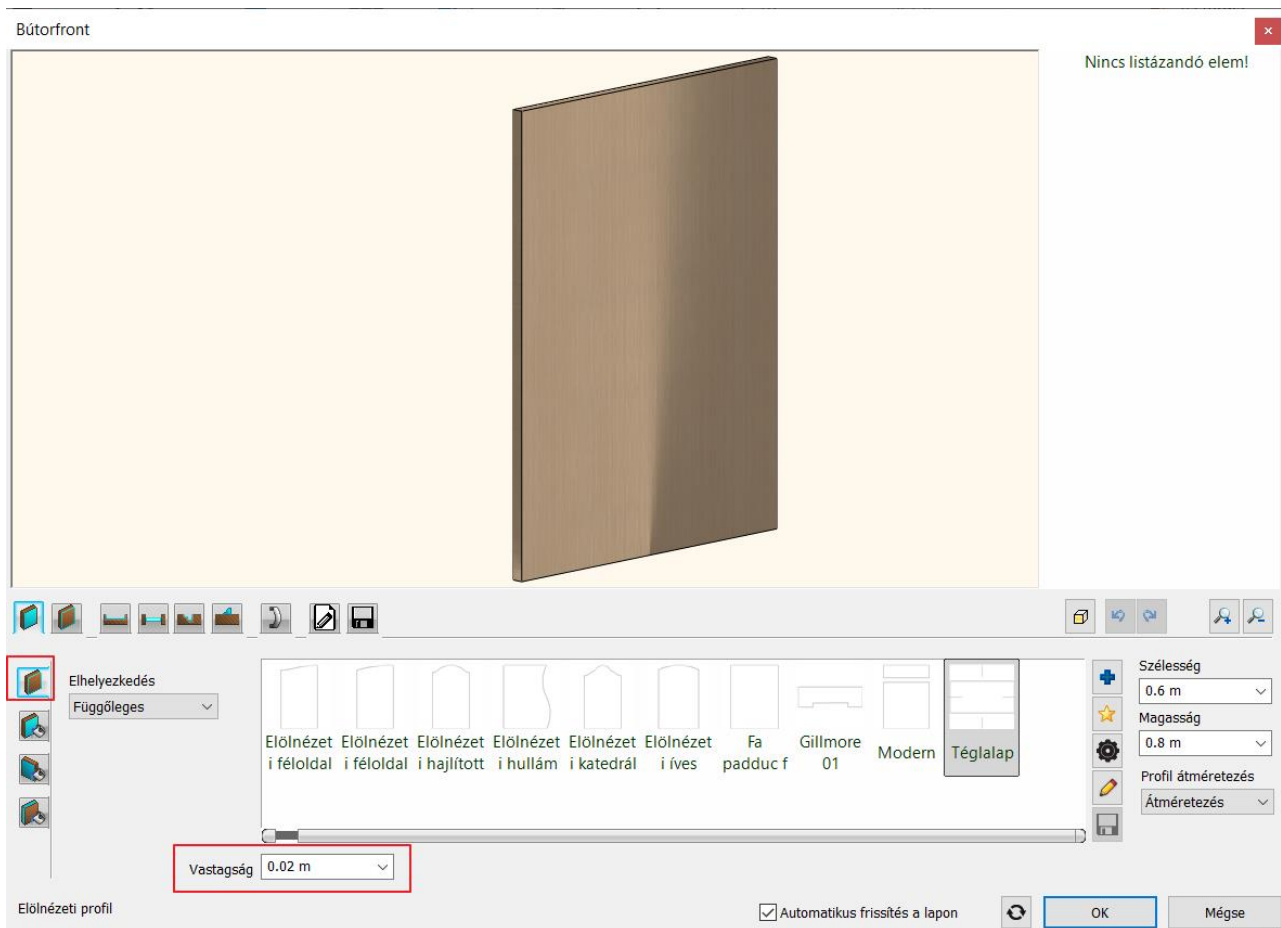 Bútorfront
Nincs listázandó elem!
Elhelyezkedés
Függőleges
Elölnézet Elölnézet Elölnézet Elölnézet Elölnézet Elölnézet Fa Gillmore Modern Téglalap
i féloldal i féloldal i hajlított i hullám i katedrál i íves padduc f 01
Szélesség
0.6 m
Magasság
0.8 m
Profil átméretezés
Átméretezés
Vastagság 0.02 m
Elölnézeti profil
Automatikus frissítés a lapon
OK
Mégse